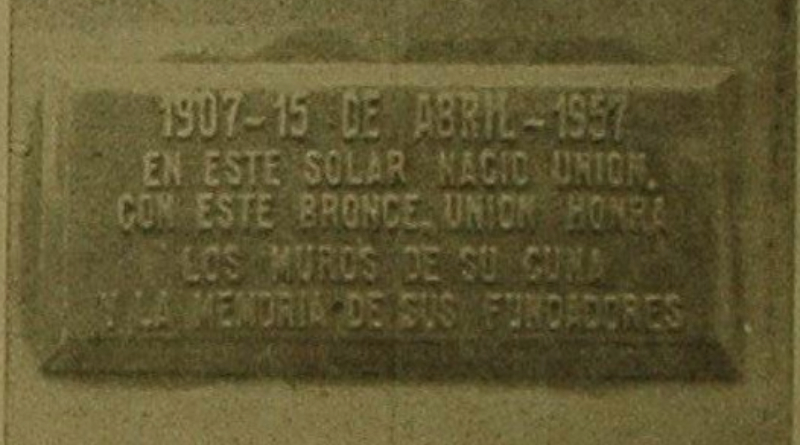 1907-15 DE ABRIL-1957
EN ESTE SOLAR NACIO UNION.
CON ESTE BRONCE, UNION HONRA
LOS MUROS DE SU CUNA
Y LA MEMORIA DE SUS FUNDADORES